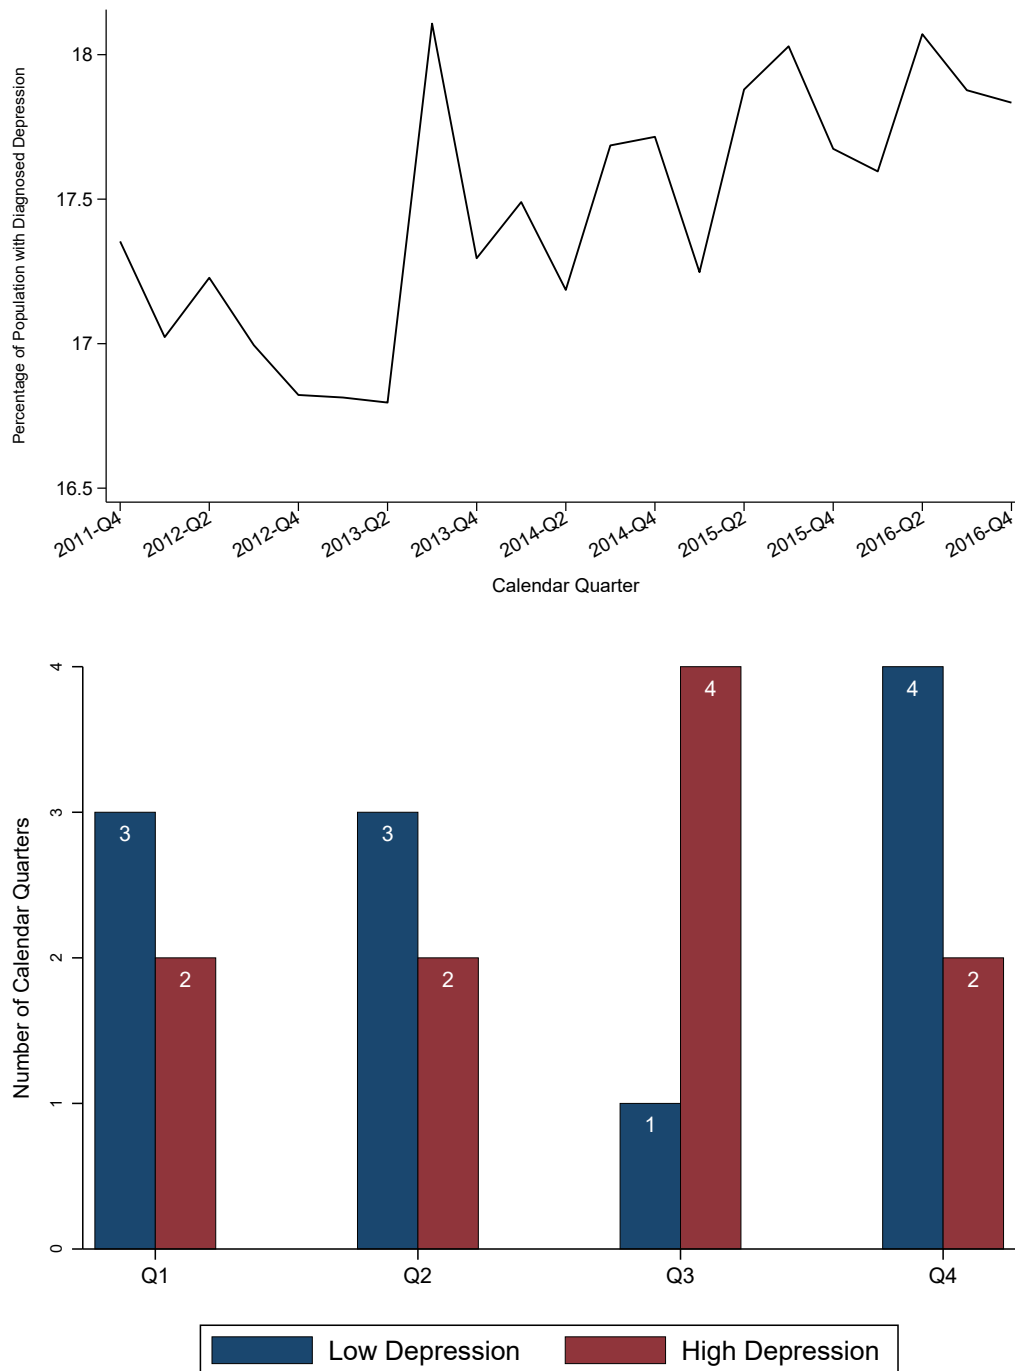 Percentage of Population with Diagnosed Depression
18
17.5
17
16.5
2011-Q4
2012-Q2
2012-Q4
2013-Q2
2013-Q4
2014-Q2
2014-Q4
2015-Q2
2015-Q4
2016-Q2
2016-Q4
Calendar Quarter
Number of Calendar Quarters
4
3
2
1
0
3
2
3
2
1
4
4
2
Q1
Q2
Q3
Q4
Low Depression
High Depression